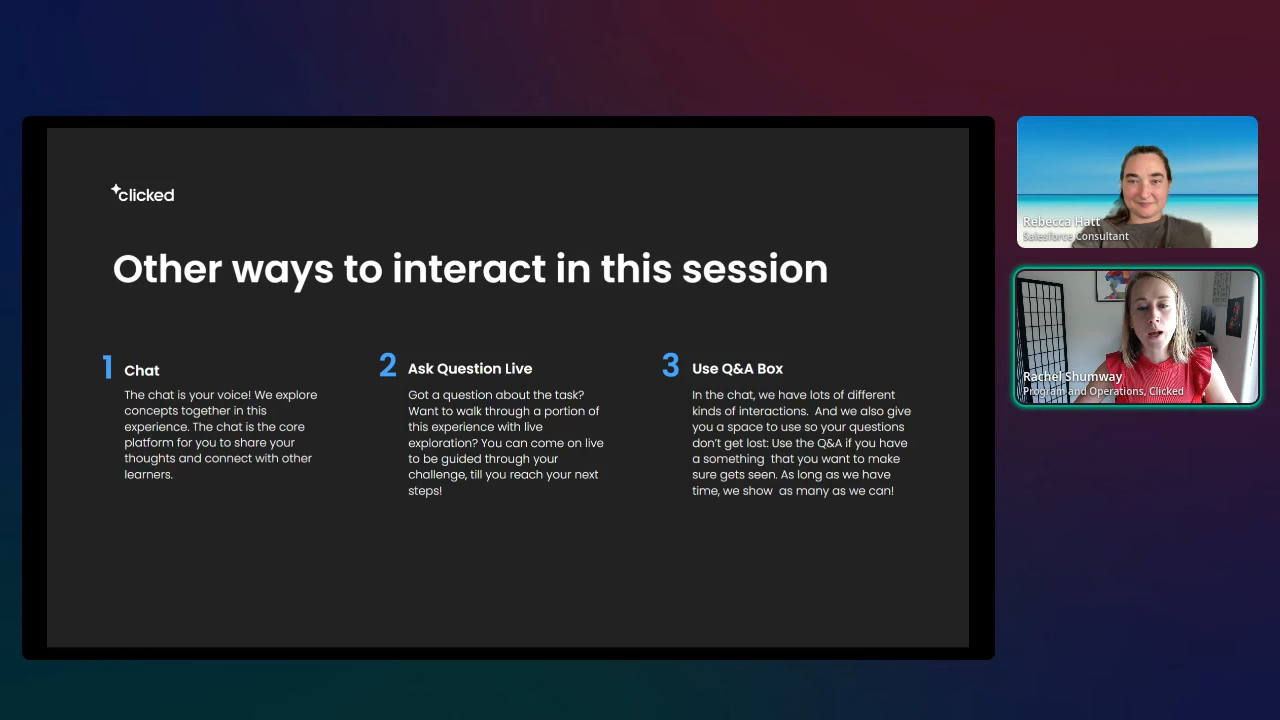 clicked
Other ways to interact in this session
1 Chat
The chat is your voice! We explore
concepts together in this
experience. The chat is the core
platform for you to share your
thoughts and connect with other
learners.
2 Ask Question Live
Got a question about the task?
Want to walk through a portion of
this experience with live
exploration? You can come on live
to be guided through your
challenge, till you reach your next
steps!
3 Use Q&A Box
In the chat, we have lots of different
kinds of interactions.  And we also give
you a space to use so your questions
don't get lost: Use the Q&A if you have
a something  that you want to make
sure gets seen. As long as we have
time, we show  as many as we can!
Rebecca Hatt
Salesforce Consultant
Rachel Shumway
Program and Operations, Clicked